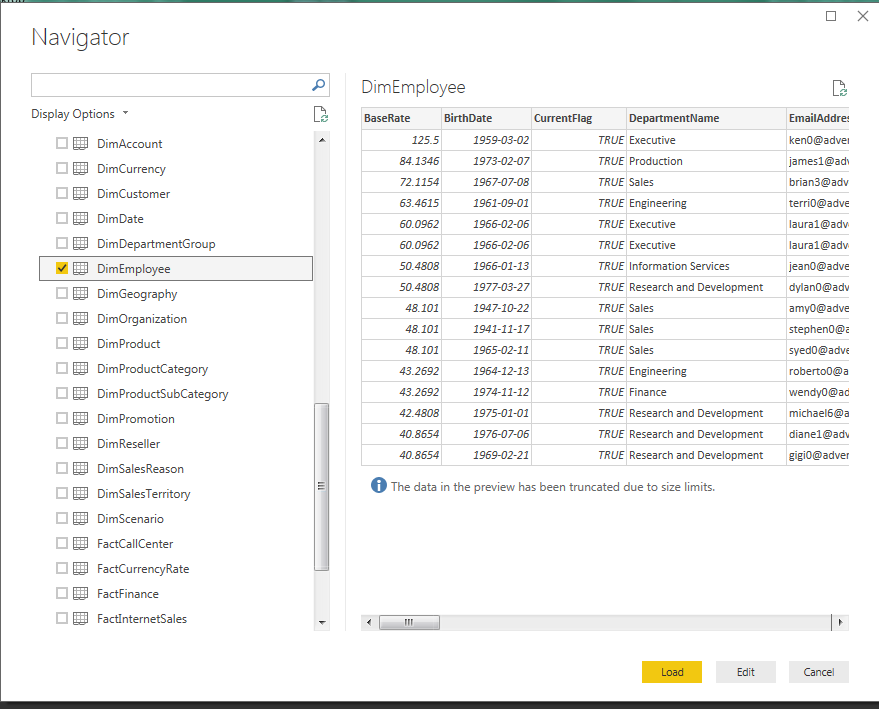 Navigator
Display Options
DimAccount
DimCurrency
DimCustomer
DimDate
DimDepartmentGroup
DimEmployee
DimGeography
DimOrganization
DimProduct
DimProductCategory
DimProductSubCategory
DimPromotion
DimReseller
DimSalesReason
DimSalesTerritory
DimScenario
FactCallCenter
FactCurrencyRate
FactFinance
FactInternetSales
DimEmployee
BaseRate BirthDate CurrentFlag DepartmentName EmailAddres
125.5 1959-03-02 TRUE Executive ken0@adver
84.1346 1973-02-07 TRUE Production james1@adv
72.1154 1967-07-08 TRUE Sales brian3@adv
63.4615 1961-09-01 TRUE Engineering terri0@adve
60.0962 1966-02-06 TRUE Executive laura1@adv
60.0962 1966-02-06 TRUE Executive laura1@adv
50.4808 1966-01-13 TRUE Information Services jean0@adve
50.4808 1977-03-27 TRUE Research and Development dylan0@adv
48.101 1947-10-22 TRUE Sales amy0@adve
48.101 1941-11-17 TRUE Sales stephen0@a
48.101 1965-02-11 TRUE Sales syed0@adve
43.2692 1964-12-13 TRUE Engineering roberto0@a
43.2692 1974-11-12 TRUE Finance wendy0@ad
42.4808 1975-01-01 TRUE Research and Development michael6@a
40.8654 1976-07-06 TRUE Research and Development diane1@adv
40.8654 1969-02-21 TRUE Research and Development gigi0@adver
The data in the preview has been truncated due to size limits.
Load Edit Cancel